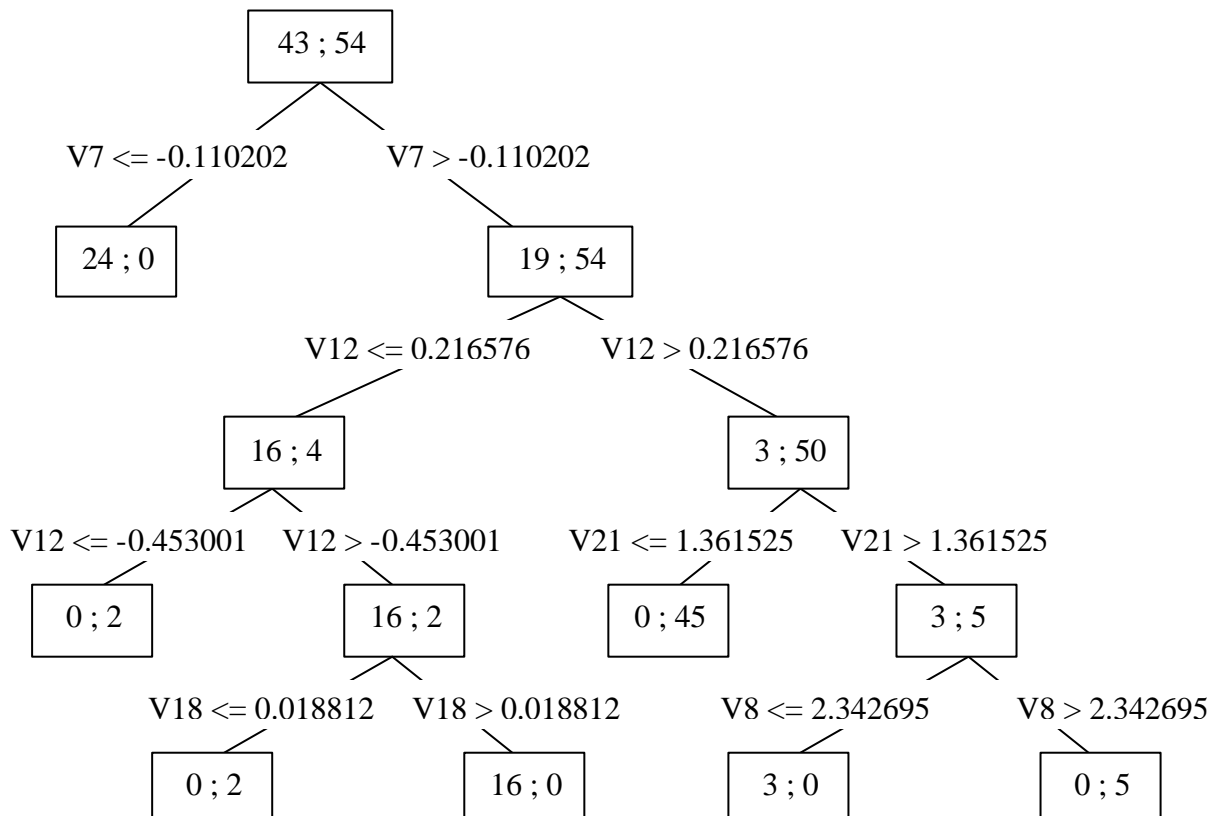 43 ; 54
V7 <= -0.110202 V7 > -0.110202
24 ; 0 19 ; 54
V12 <= 0.216576 V12 > 0.216576
16 ; 4 3 ; 50
V12 <= -0.453001 V12 > -0.453001 V21 <= 1.361525 V21 > 1.361525
0 ; 2 16 ; 2 0 ; 45 3 ; 5
V18 <= 0.018812 V18 > 0.018812 V8 <= 2.342695 V8 > 2.342695
0 ; 2 16 ; 0 3 ; 0 0 ; 5